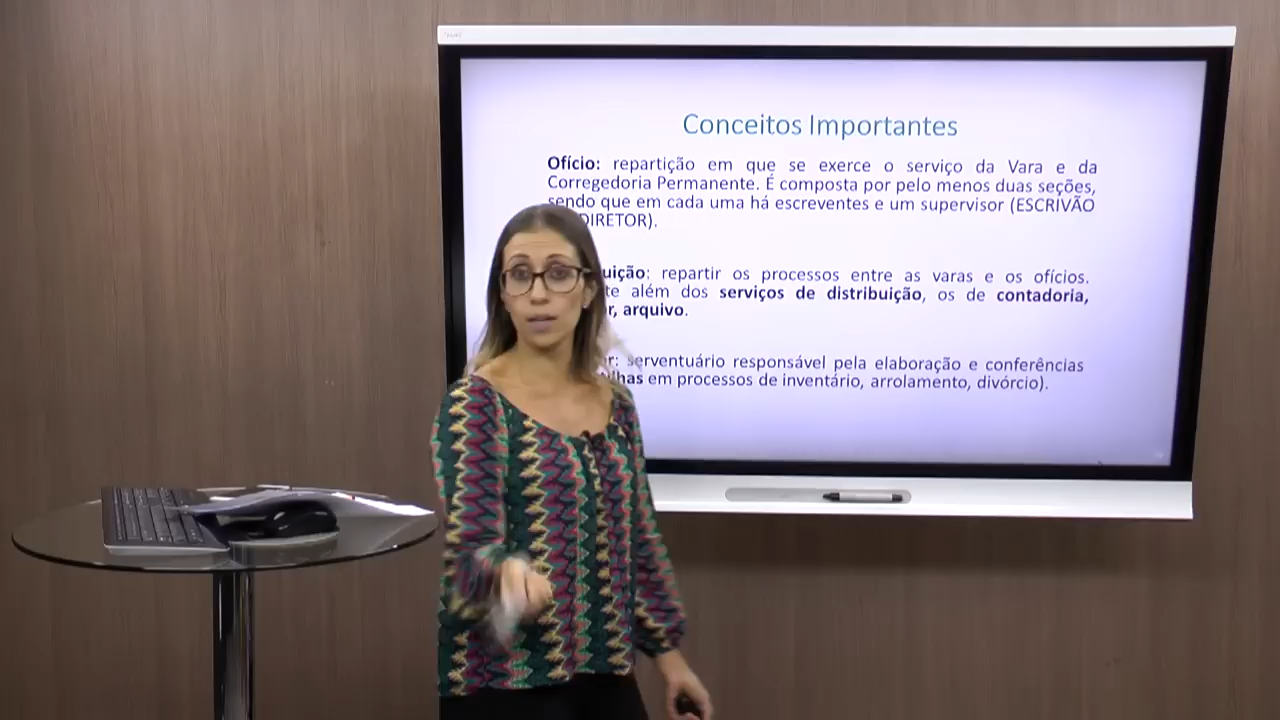 Conceitos Importantes
Ofício: repartição em que se exerce o serviço da Vara e da
Corregedoria Permanente. É composta por pelo menos duas seções,
sendo que em cada uma há escreventes e um supervisor (ESCRIVÃO
DIRETOR).
uição: repartir os processos entre as varas e os ofícios.
te além dos serviços de distribuição, os de contadoria,
r, arquivo.
r: serventuário responsável pela elaboração e conferências
lhas em processos de inventário, arrolamento, divórcio).